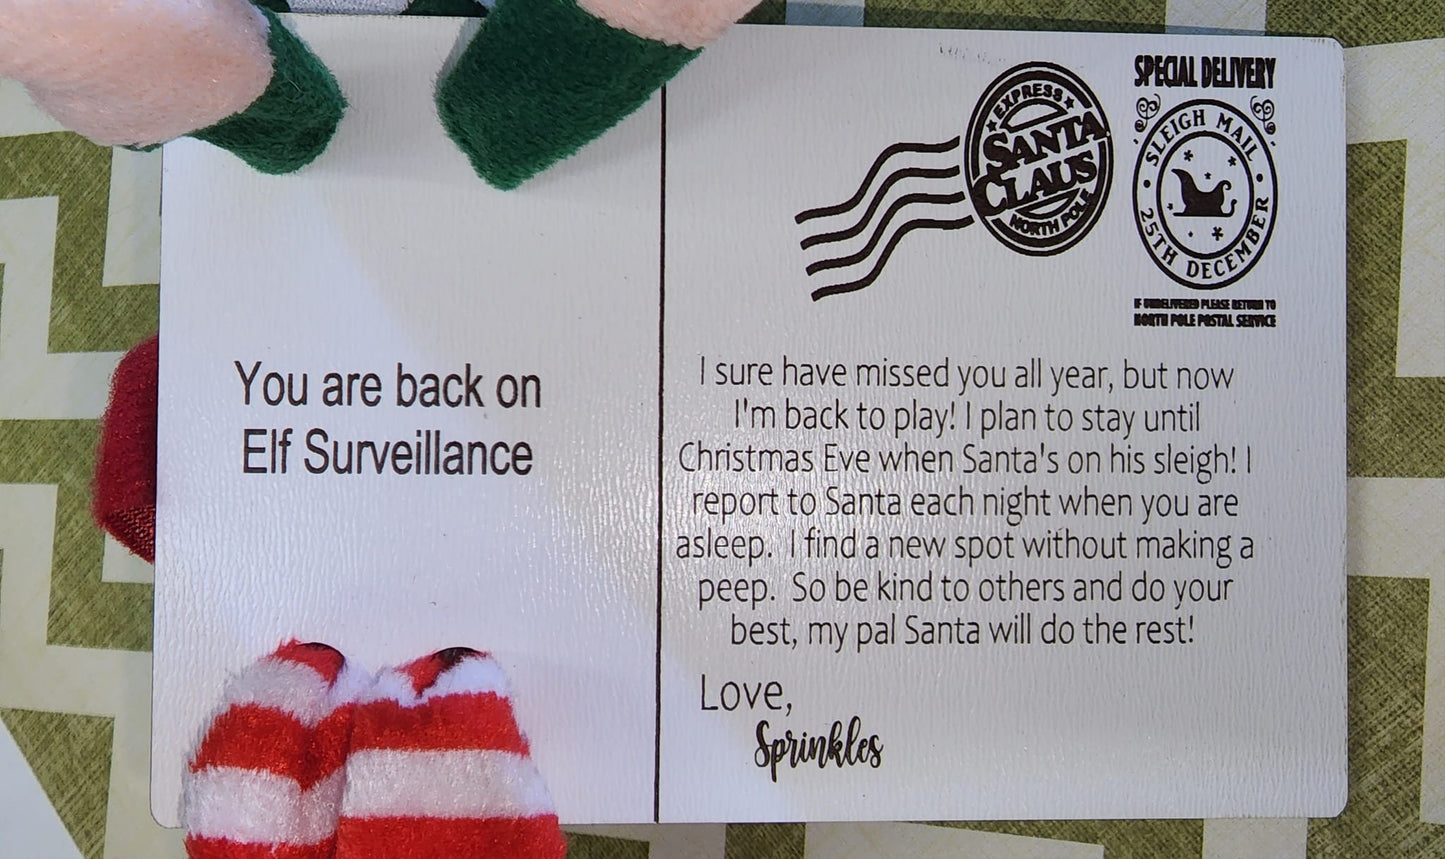 You are back on
Elf Surveillance
EXPRESS
SANTA
CLAUS
NORTH POLE
SPECIAL DELIVERY
SLEIGH MAIL
25TH DECEMBER
IF UNDELIVERED PLEASE RETURN TO
NORTH POLE POSTAL SERVICE
I sure have missed you all year, but now
I'm back to play! I plan to stay until
Christmas Eve when Santa's on his sleigh! I
report to Santa each night when you are
asleep. I find a new spot without making a
peep. So be kind to others and do your
best, my pal Santa will do the rest!
Love,
Sprinkles